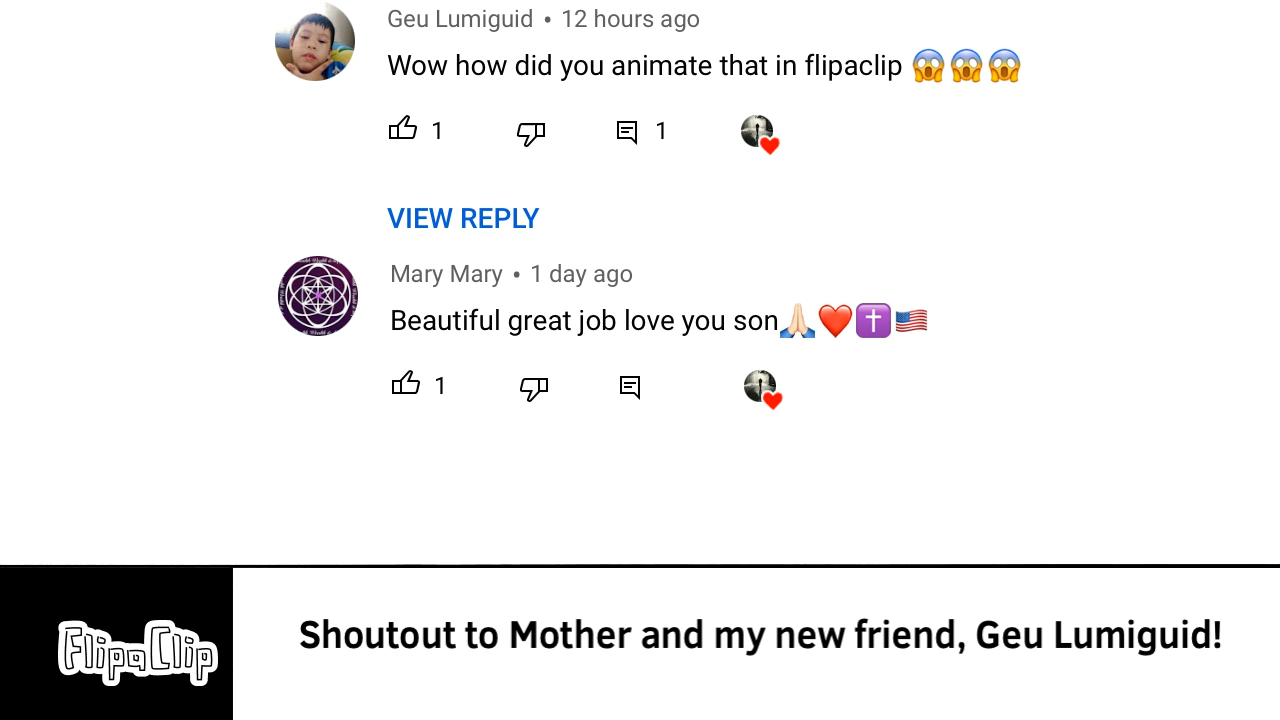 Geu Lumiguid • 12 hours ago
Wow how did you animate that in flipaclip 😱😱😱
1
1
VIEW REPLY
Mary Mary • 1 day ago
Beautiful great job love you son🙏🏻❤️✝️🇺🇸
1
FlipaClip
Shoutout to Mother and my new friend, Geu Lumiguid!